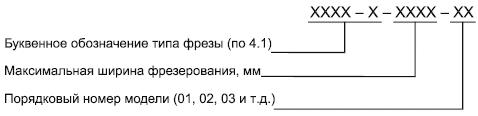 XXXX – X – XXXX – XX
Буквенное обозначение типа фрезы (по 4.1)
Максимальная ширина фрезерования, мм
Порядковый номер модели (01, 02, 03 и т.д.)